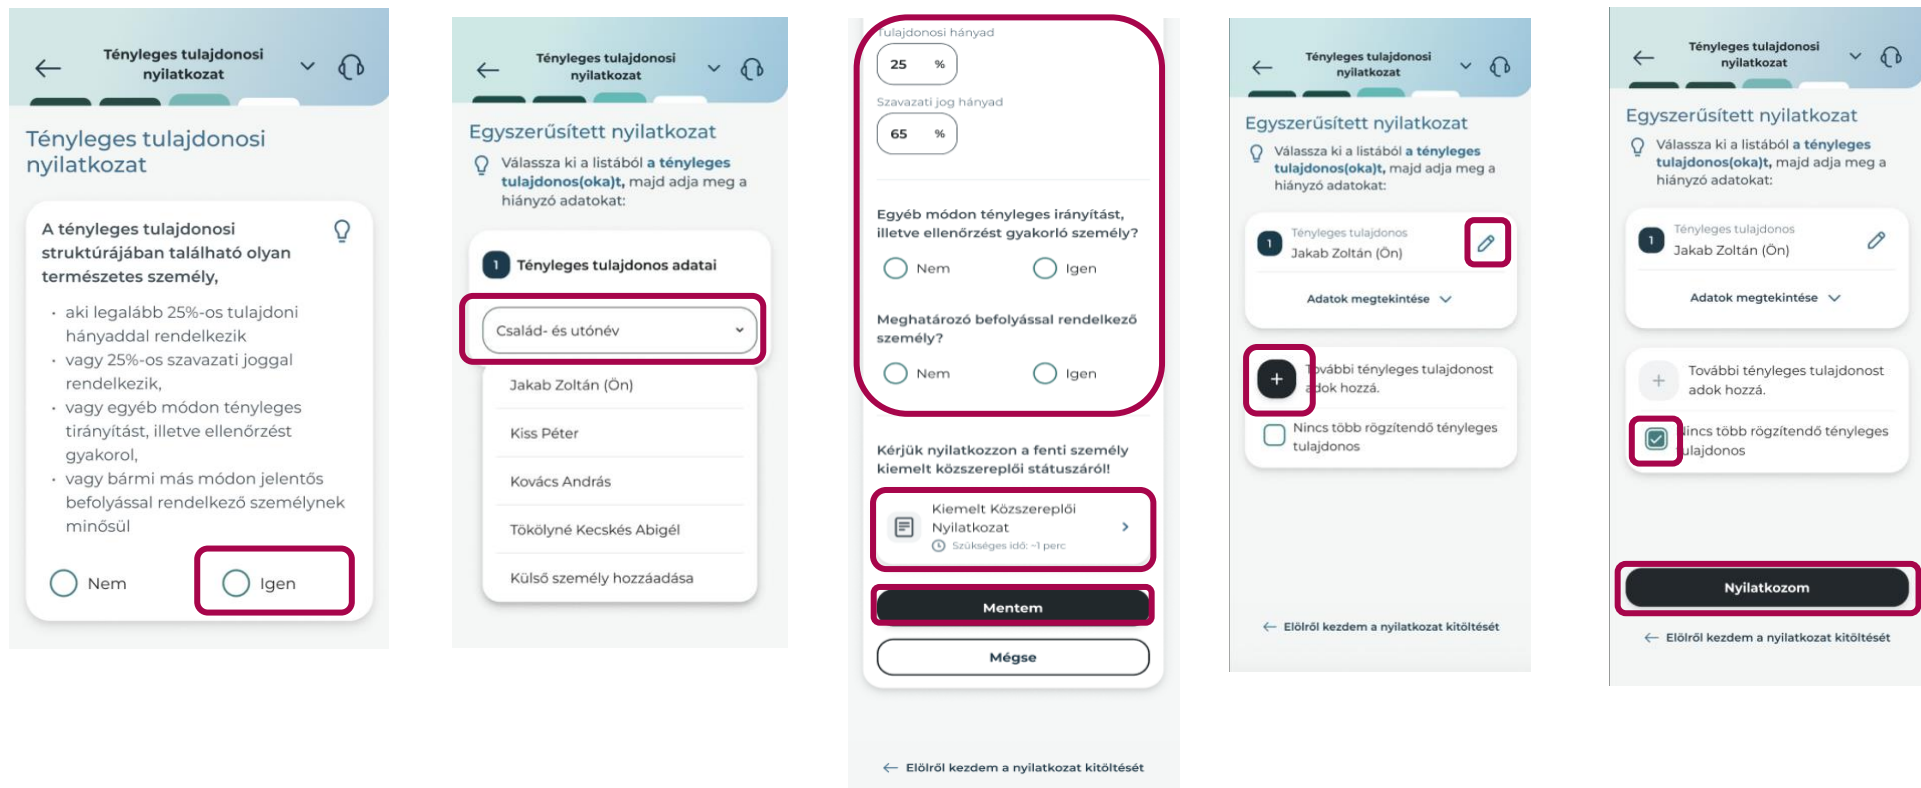 Tényleges tulajdonosi
nyilatkozat
Tényleges tulajdonosi
nyilatkozat
A tényleges tulajdonosi
struktúrájában található olyan
természetes személy,
• aki legalább 25%-os tulajdoni
hányaddal rendelkezik
• vagy 25%-os szavazati joggal
rendelkezik,
• vagy egyéb módon tényleges
tirányítást, illetve ellenőrzést
gyakorol,
• vagy bármi más módon jelentős
befolyással rendelkező személynek
minősül
Nem
Igen
Tényleges tulajdonosi
nyilatkozat
Egyszerűsített nyilatkozat
Válassza ki a listából a tényleges
tulajdonos(oka)t, majd adja meg a
hiányzó adatokat:
1 Tényleges tulajdonos adatai
Család- és utónév
Jakab Zoltán (Ön)
Kiss Péter
Kovács András
Tökölyné Kecskés Abigél
Külső személy hozzáadása
Tulajdonosi hányad
25 %
Szavazati jog hányad
65 %
Egyéb módon tényleges irányítást,
illetve ellenőrzést gyakorló személy?
Nem
Igen
Meghatározó befolyással rendelkező
személy?
Nem
Igen
Kérjük nyilatkozzon a fenti személy
kiemelt közszereplői státuszáról!
Kiemelt Közszereplői
Nyilatkozat
Szükséges idő: ~1 perc
Mentem
Mégse
← Elölről kezdem a nyilatkozat kitöltését
Tényleges tulajdonosi
nyilatkozat
Egyszerűsített nyilatkozat
Válassza ki a listából a tényleges
tulajdonos(oka)t, majd adja meg a
hiányzó adatokat:
1
Tényleges tulajdonos
Jakab Zoltán (Ön)
Adatok megtekintése
+
További tényleges tulajdonost
adok hozzá.
Nincs több rögzítendő tényleges
tulajdonos
← Elölről kezdem a nyilatkozat kitöltését
Tényleges tulajdonosi
nyilatkozat
Egyszerűsített nyilatkozat
Válassza ki a listából a tényleges
tulajdonos(oka)t, majd adja meg a
hiányzó adatokat:
1
Tényleges tulajdonos
Jakab Zoltán (Ön)
Adatok megtekintése
+
További tényleges tulajdonost
adok hozzá.
Nincs több rögzítendő tényleges
tulajdonos
Nyilatkozom
← Elölről kezdem a nyilatkozat kitöltését